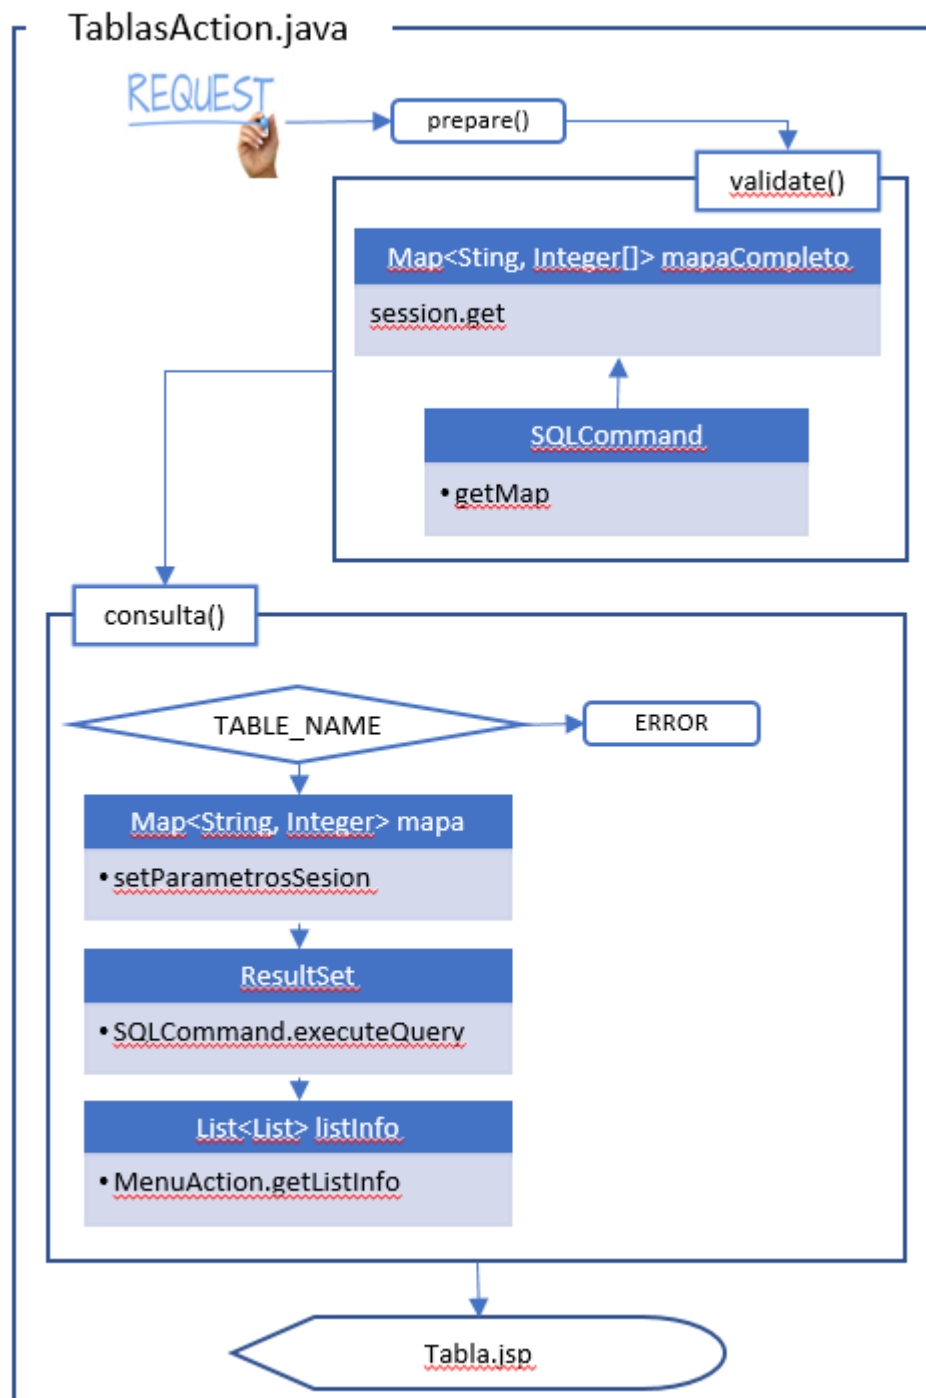 TablasAction.java
REQUEST
prepare()
validate()
Map<Sting, Integer[]> mapaCompleto
session.get
SQLCommand
• getMap
consulta()
TABLE_NAME
ERROR
Map<String, Integer> mapa
• setParametrosSesion
ResultSet
• SQLCommand.executeQuery
List<List> listInfo
• MenuAction.getListInfo
Tabla.jsp